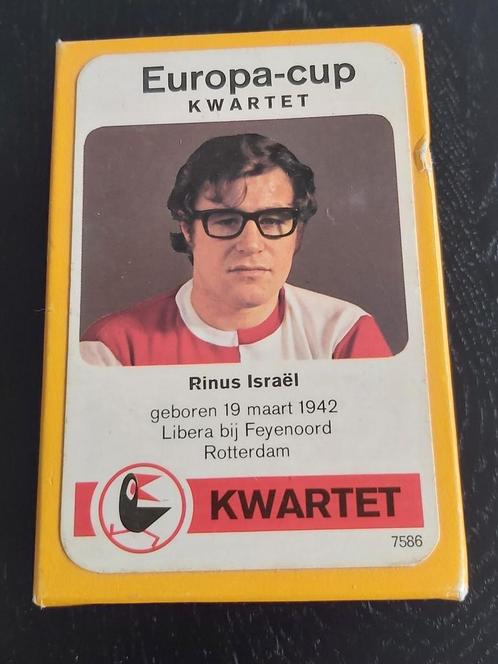 Europa-cup
KWARTET
Rinus Israël
geboren 19 maart 1942
Libera bij Feyenoord
Rotterdam
KWARTET
7586